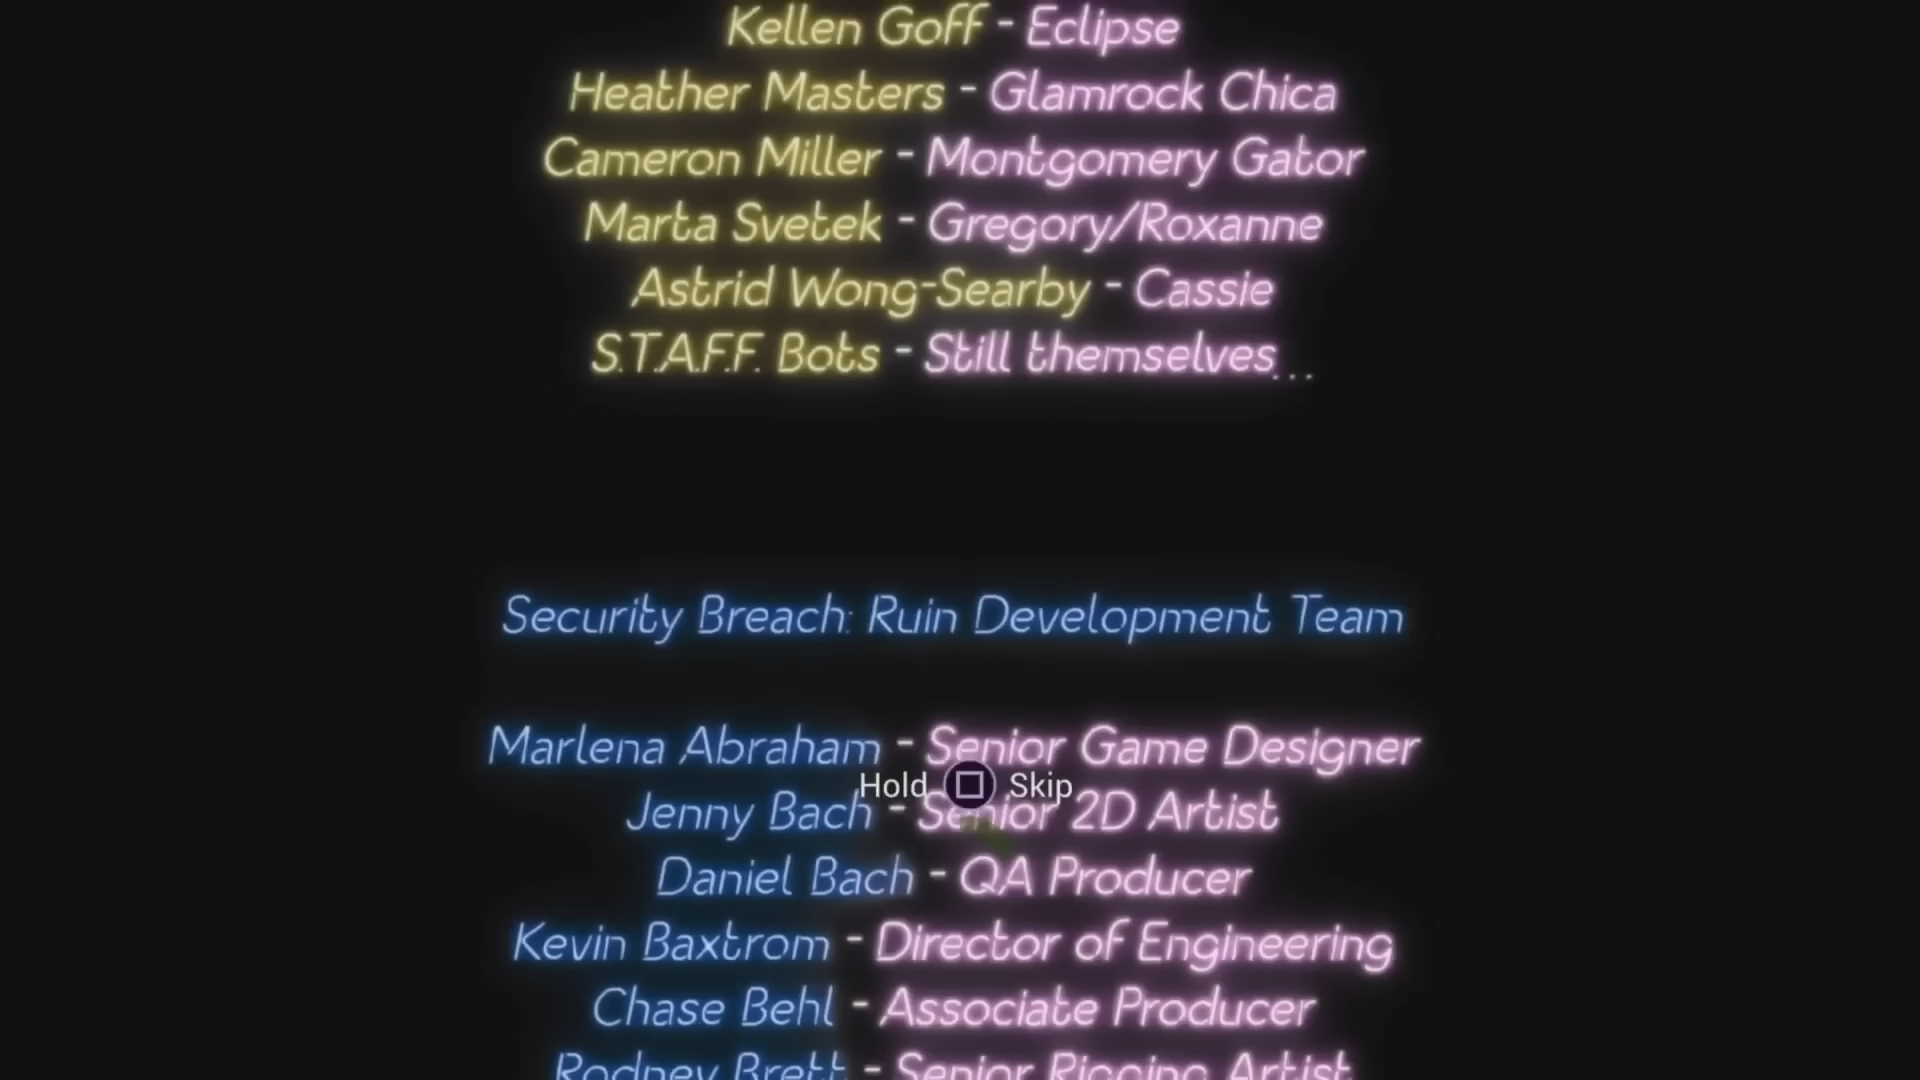 Kellen Goff - Eclipse
Heather Masters - Glamrock Chica
Cameron Miller - Montgomery Gator
Marta Svetek - Gregory/Roxanne
Astrid Wong-Searby - Cassie
S.T.A.F.F. Bots - Still themselves...
Security Breach: Ruin Development Team
Marlena Abraham - Senior Game Designer
Hold Skip
Jenny Bach - Senior 2D Artist
Daniel Bach - QA Producer
Kevin Baxtrom - Director of Engineering
Chase Behl - Associate Producer
Rodney Brett - Senior Rigging Artist